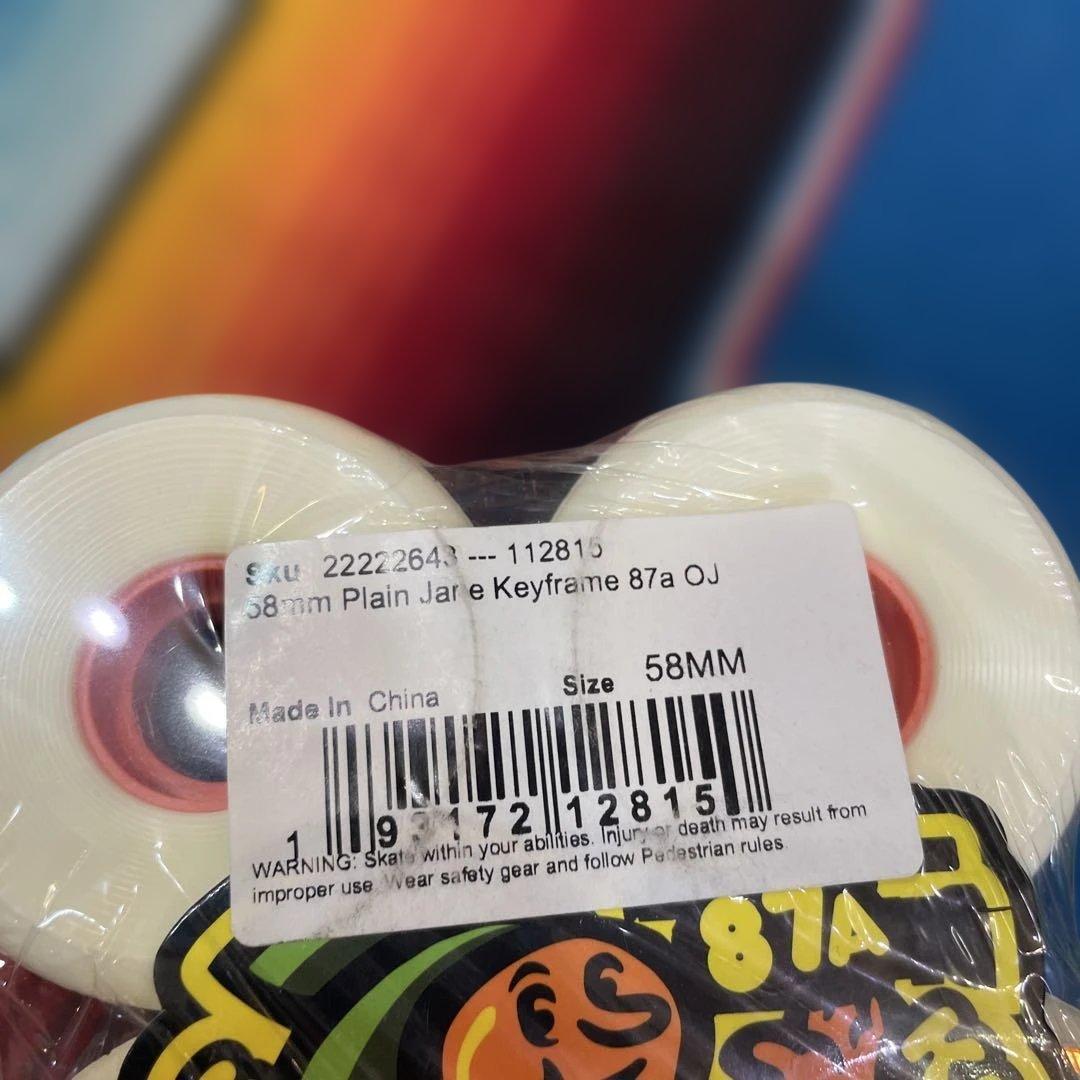 Sku 22222643 --- 112815
58mm Plain Jane Keyframe 87a OJ
Size 58MM
Made In China
1 93172 12815
WARNING: Skate within your abilities. Injury or death may result from
improper use. Wear safety gear and follow Pedestrian rules.
87A